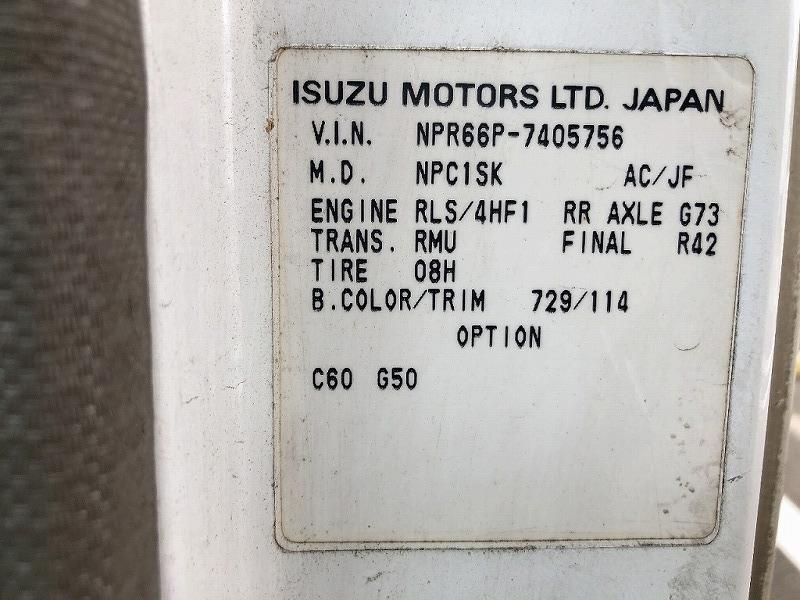 ISUZU MOTORS LTD. JAPAN
V.I.N. NPR66P-7405756
M.D. NPC1SK AC/JF
ENGINE RLS/4HF1 RR AXLE G73
TRANS. RMU FINAL R42
TIRE 08H
B.COLOR/TRIM 729/114
OPTION
C60 G50